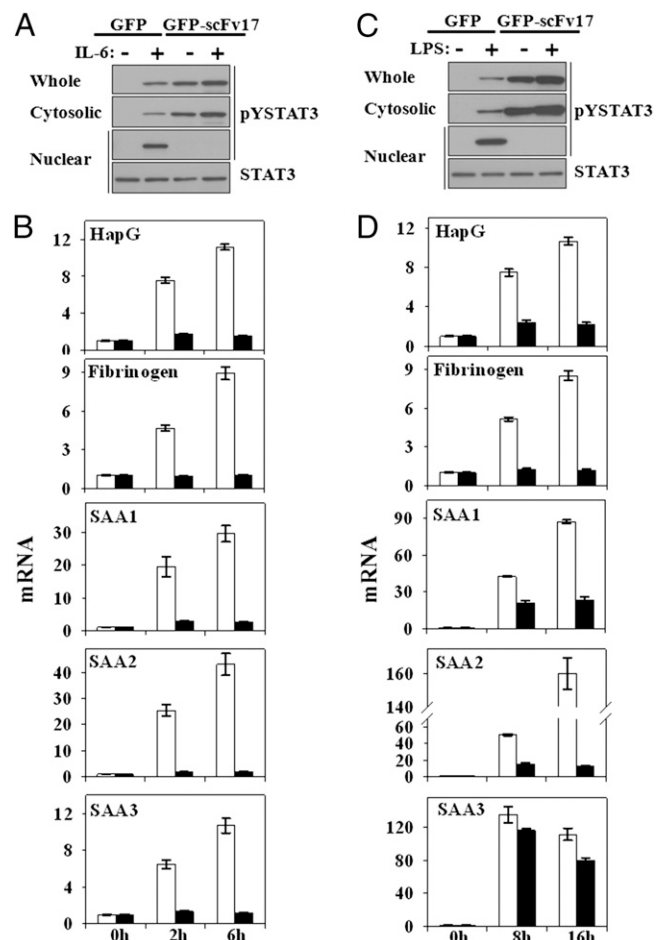 A
GFP GFP-scFv17
IL-6: - + - +
Whole
Cytosolic
pYSTAT3
Nuclear
STAT3
C
GFP GFP-scFv17
LPS: - + - +
Whole
Cytosolic
pYSTAT3
Nuclear
STAT3
B
mRNA
HapG
12
8
4
0
Fibrinogen
9
6
3
0
SAA1
30
20
10
0
SAA2
40
30
20
10
0
SAA3
12
8
4
0
0h 2h 6h
D
mRNA
HapG
12
8
4
0
Fibrinogen
9
6
3
0
SAA1
90
60
30
0
SAA2
160
140
60
40
20
0
SAA3
120
90
60
30
0
0h 8h 16h